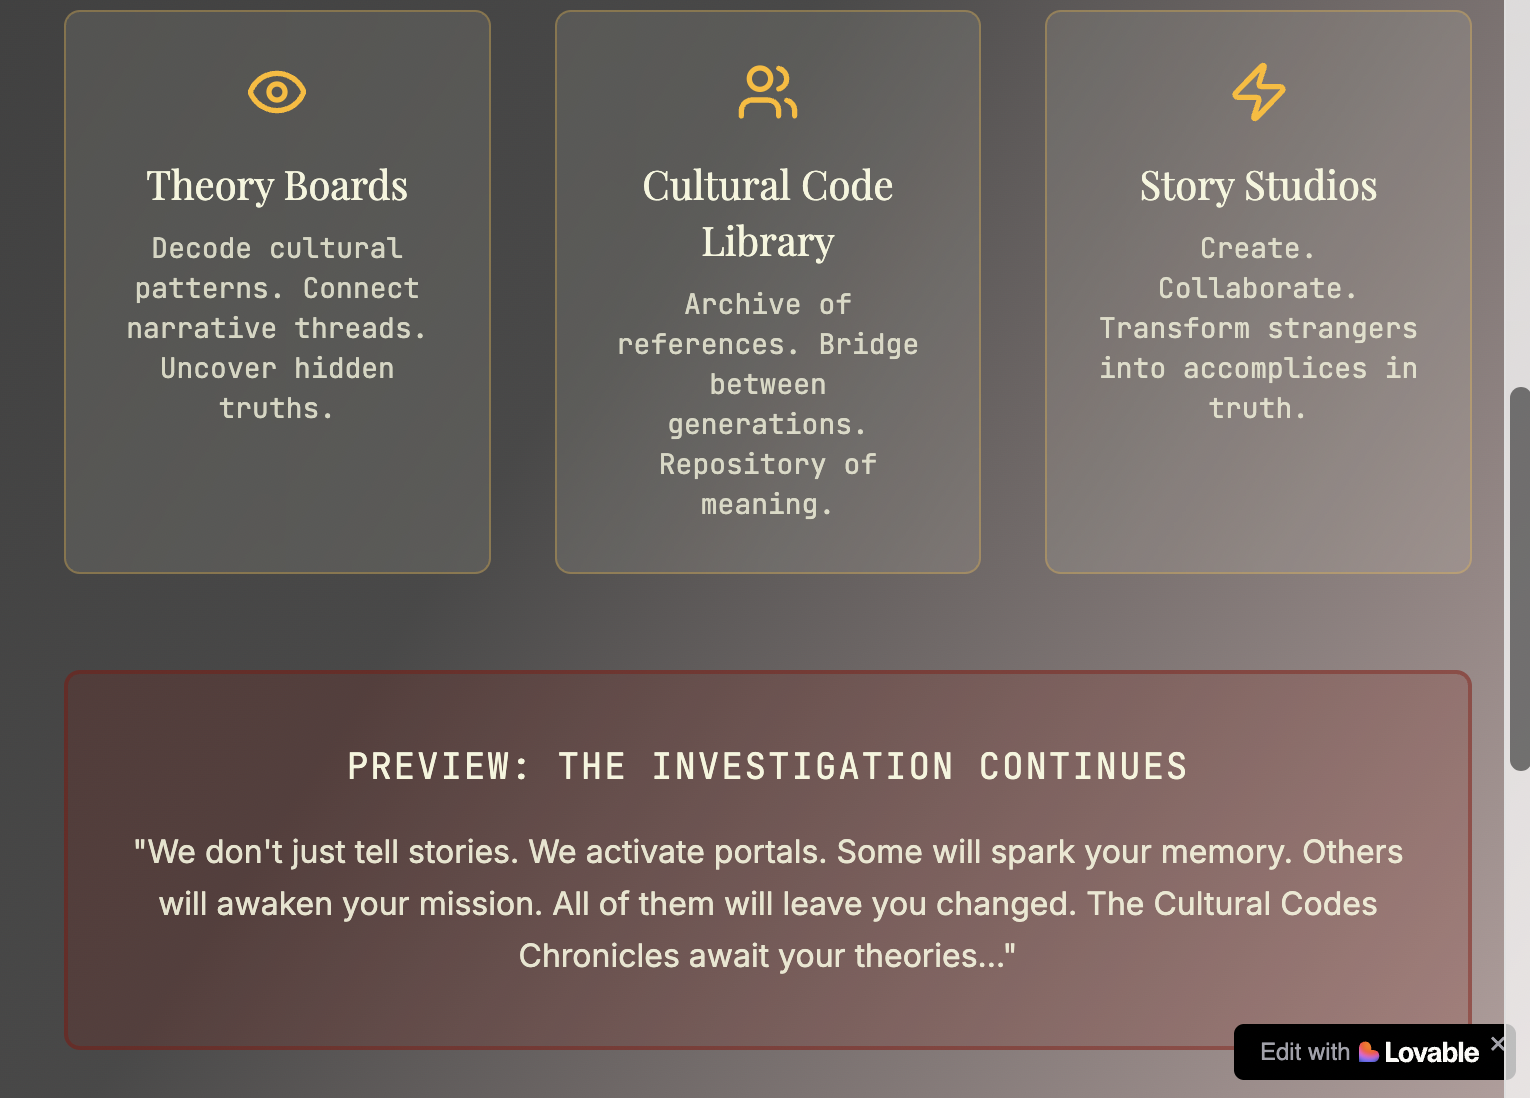 Theory Boards
Decode cultural
patterns. Connect
narrative threads.
Uncover hidden
truths.
Cultural Code
Library
Archive of
references. Bridge
between
generations.
Repository of
meaning.
Story Studios
Create.
Collaborate.
Transform strangers
into accomplices in
truth.
PREVIEW: THE INVESTIGATION CONTINUES
"We don't just tell stories. We activate portals. Some will spark your memory. Others
will awaken your mission. All of them will leave you changed. The Cultural Codes
Chronicles await your theories..."
Edit with Lovable